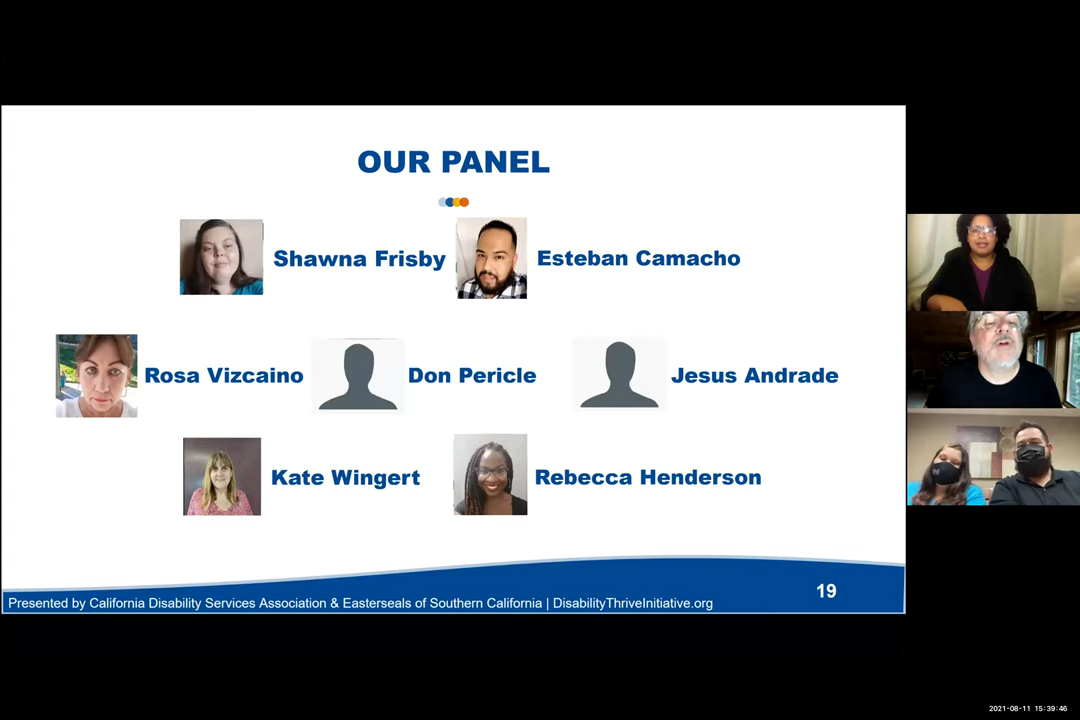 OUR PANEL
Shawna Frisby
Esteban Camacho
Rosa Vizcaino
Don Pericle
Jesus Andrade
Kate Wingert
Rebecca Henderson
19
Presented by California Disability Services Association & Easterseals of Southern California | DisabilityThriveInitiative.org
2021-08-11 15:39:46